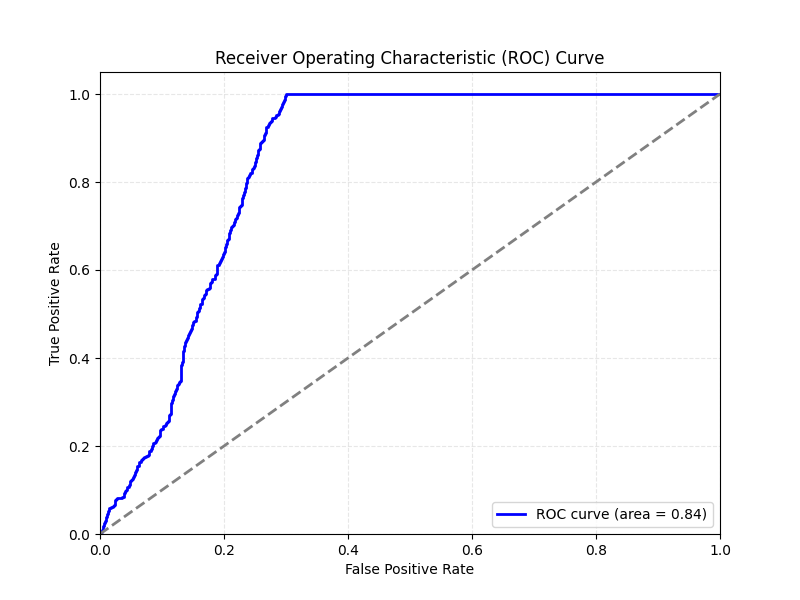 Receiver Operating Characteristic (ROC) Curve
True Positive Rate
1.0
0.8
0.6
0.4
0.2
0.0
ROC curve (area = 0.84)
0.0 0.2 0.4 0.6 0.8 1.0
False Positive Rate